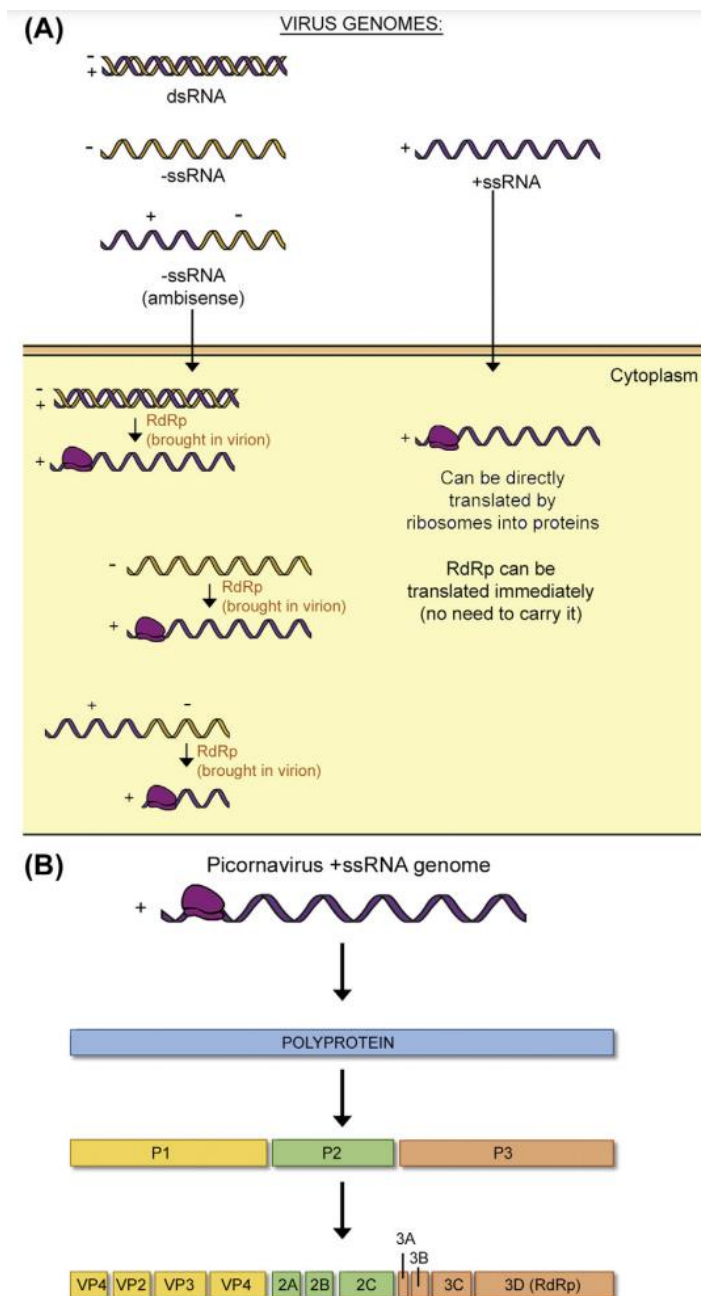 (A)
VIRUS GENOMES:
-
+
dsRNA
-
-ssRNA
+
+ssRNA
+ -
-ssRNA
(ambisense)
Cytoplasm
-
+
RdRp
(brought in virion)
+
+
Can be directly
translated by
ribosomes into proteins
RdRp can be
translated immediately
(no need to carry it)
-
RdRp
(brought in virion)
+
+ -
RdRp
(brought in virion)
+
(B)
Picornavirus +ssRNA genome
+
POLYPROTEIN
P1 P2 P3
3A
3B
VP4 VP2 VP3 VP4 2A 2B 2C 3C 3D (RdRp)